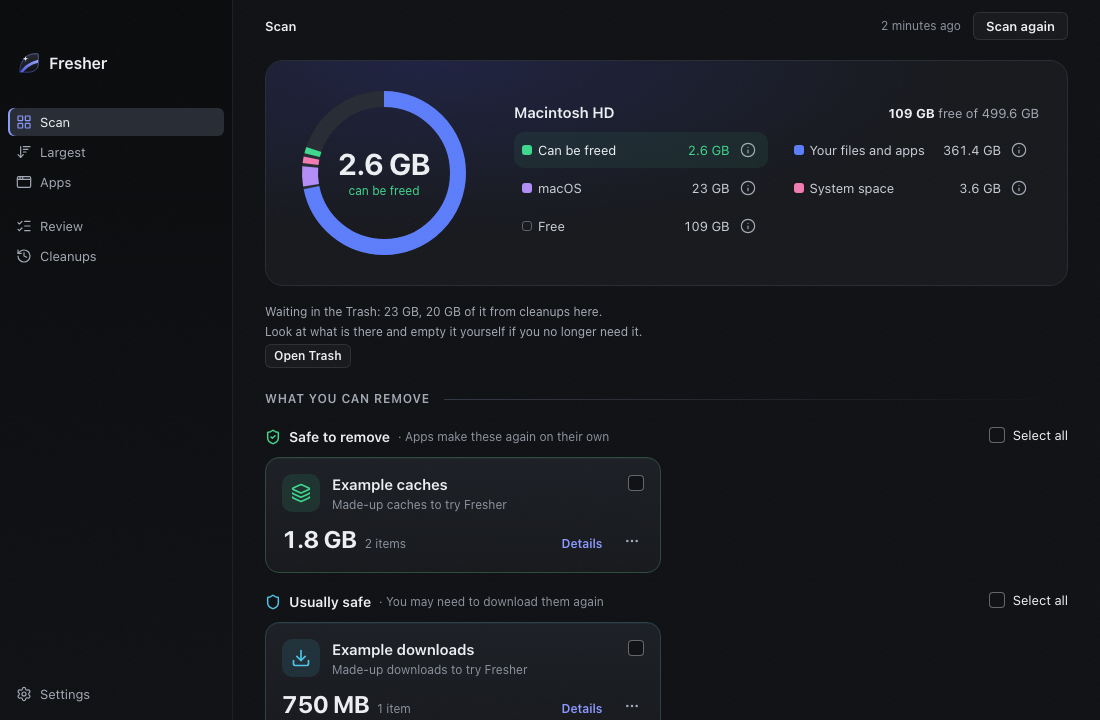 Fresher
Scan
Largest
Apps
Review
Cleanups
Settings
Scan
2 minutes ago
Scan again
2.6 GB
can be freed
Macintosh HD
109 GB free of 499.6 GB
Can be freed 2.6 GB
Your files and apps 361.4 GB
macOS 23 GB
System space 3.6 GB
Free 109 GB
Waiting in the Trash: 23 GB, 20 GB of it from cleanups here.
Look at what is there and empty it yourself if you no longer need it.
Open Trash
WHAT YOU CAN REMOVE
Safe to remove · Apps make these again on their own
Select all
Example caches
Made-up caches to try Fresher
1.8 GB 2 items
Details ···
Usually safe · You may need to download them again
Select all
Example downloads
Made-up downloads to try Fresher
750 MB 1 item
Details ···